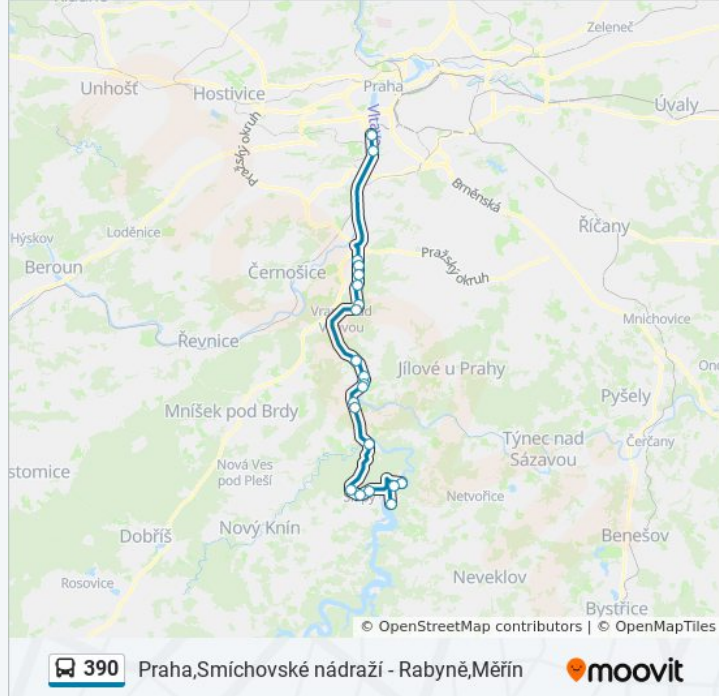 Zeleneč
Unhošť
Hostivice
Praha
Úvaly
Vltava
Pražský okruh
Brněnská
Říčany
Hýskov
Loděnice
Beroun
Pražský okruh
Černošice
Mnichovice
Řevnice
Jílové u Prahy
Pyšely
Mníšek pod Brdy
Týnec nad
Sázavou
Čerčany
Nová Ves
pod Pleší
stomice
Netvořice
Nový Knín
Dobříš
Benešov
Rosovice
Neveklov
Bystřice
© OpenStreetMap contributors | © OpenMapTiles
390 Praha,Smíchovské nádraží - Rabyně,Měřín
moovit